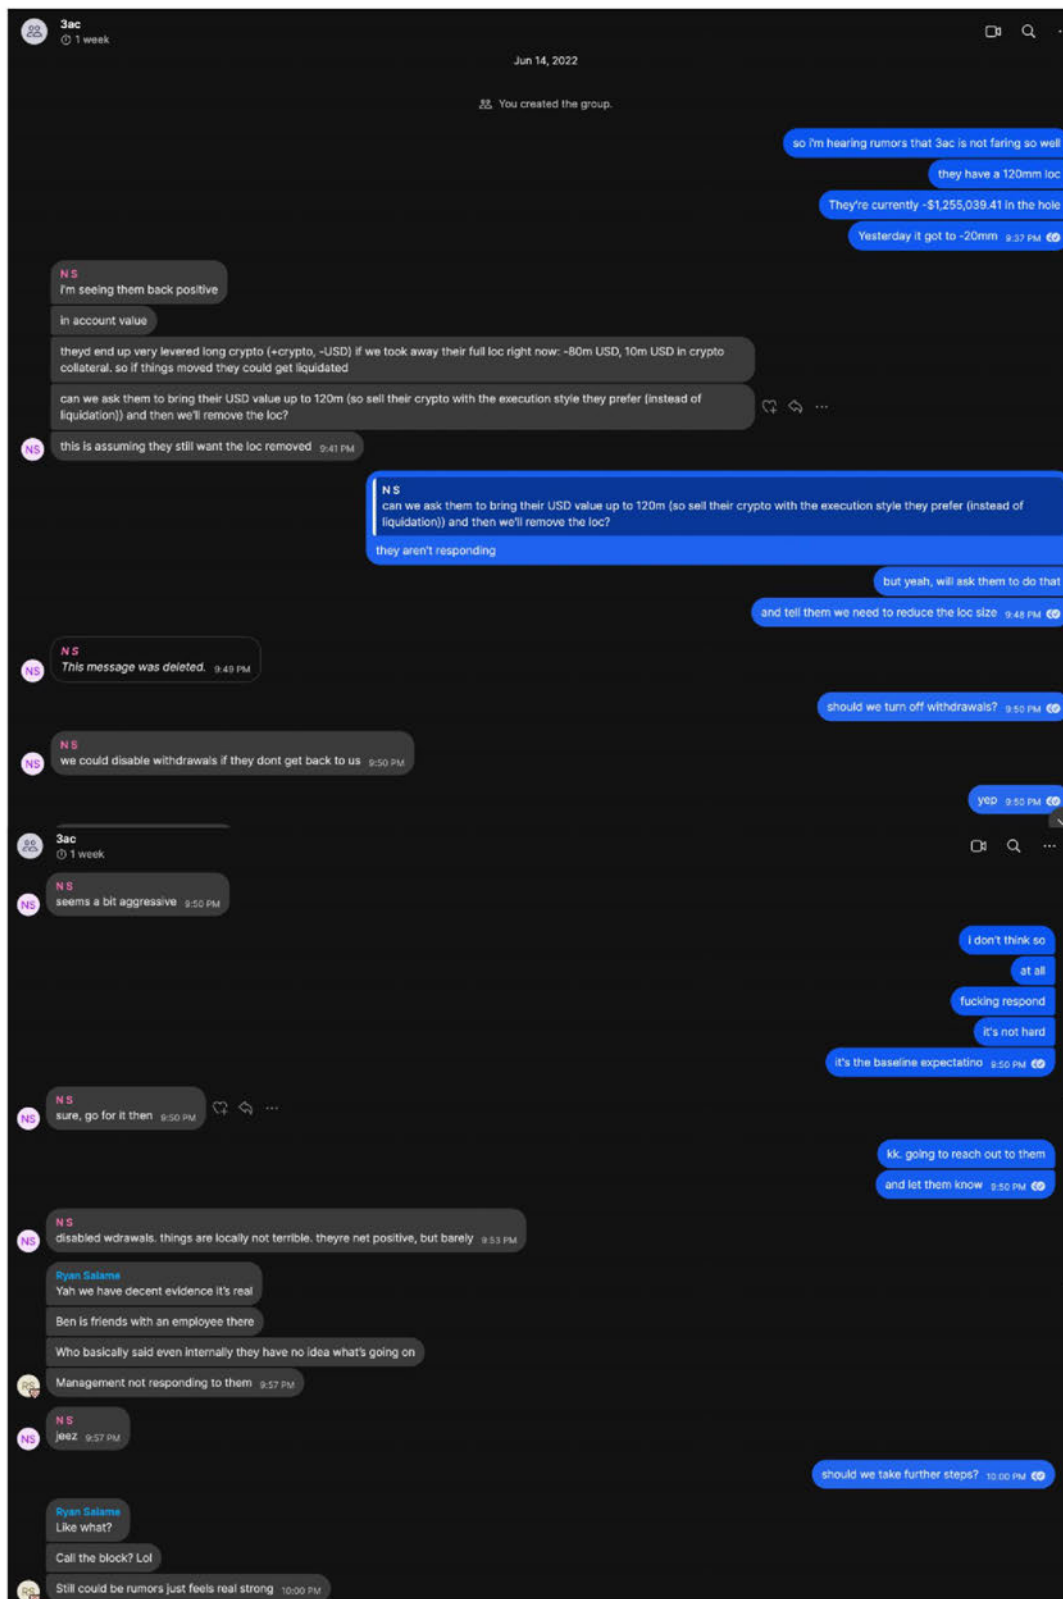 3ac
1 week
Jun 14, 2022
You created the group.
so i'm hearing rumors that 3ac is not faring so well
they have a 120mm loc
They're currently -$1,255,039.41 in the hole
Yesterday it got to -20mm 9:37 PM
N S
I'm seeing them back positive
in account value
theyd end up very levered long crypto (+crypto, -USD) if we took away their full loc right now: -80m USD, 10m USD in crypto
collateral. so if things moved they could get liquidated
can we ask them to bring their USD value up to 120m (so sell their crypto with the execution style they prefer (instead of
liquidation)) and then we'll remove the loc?
NS
this is assuming they still want the loc removed 9:41 PM
N S
can we ask them to bring their USD value up to 120m (so sell their crypto with the execution style they prefer (instead of
liquidation)) and then we'll remove the loc?
they aren't responding
but yeah, will ask them to do that
and tell them we need to reduce the loc size 9:48 PM
N S
NS
This message was deleted. 9:49 PM
should we turn off withdrawals? 9:50 PM
N S
NS
we could disable withdrawals if they dont get back to us 9:50 PM
yep 9:50 PM
3ac
1 week
N S
NS
seems a bit aggressive 9:50 PM
i don't think so
at all
fucking respond
it's not hard
it's the baseline expectatino 9:50 PM
N S
NS
sure, go for it then 9:50 PM
kk. going to reach out to them
and let them know 9:50 PM
N S
NS
disabled wdrawals. things are locally not terrible. theyre net positive, but barely 9:53 PM
Ryan Salame
Yah we have decent evidence it's real
Ben is friends with an employee there
Who basically said even internally they have no idea what's going on
RS
Management not responding to them 9:57 PM
N S
NS
jeez 9:57 PM
should we take further steps? 10:00 PM
Ryan Salame
Like what?
Call the block? Lol
RS
Still could be rumors just feels real strong 10:00 PM